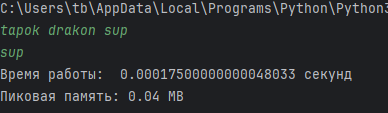 C:\Users\tb\AppData\Local\Programs\Python\Python3
tapok drakon sup
sup
Время работы:  0.00017500000000048033 секунд
Пиковая память: 0.04 MB